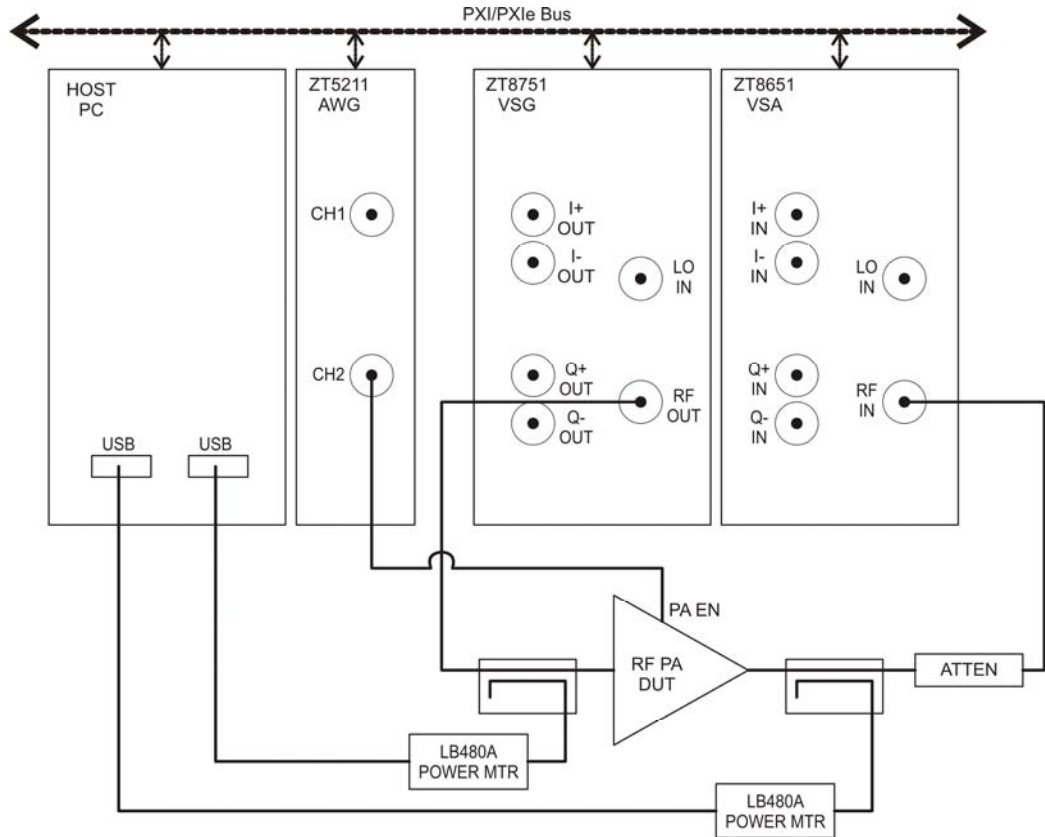 PXI/PXIe Bus
HOST
PC
ZT5211
AWG
ZT8751
VSG
ZT8651
VSA
CH1
I+
OUT
I-
OUT
LO
IN
I+
IN
I-
IN
LO
IN
CH2
Q+
OUT
Q-
OUT
RF
OUT
Q+
IN
Q-
IN
RF
IN
USB
USB
PA EN
RF PA
DUT
ATTEN
LB480A
POWER MTR
LB480A
POWER MTR